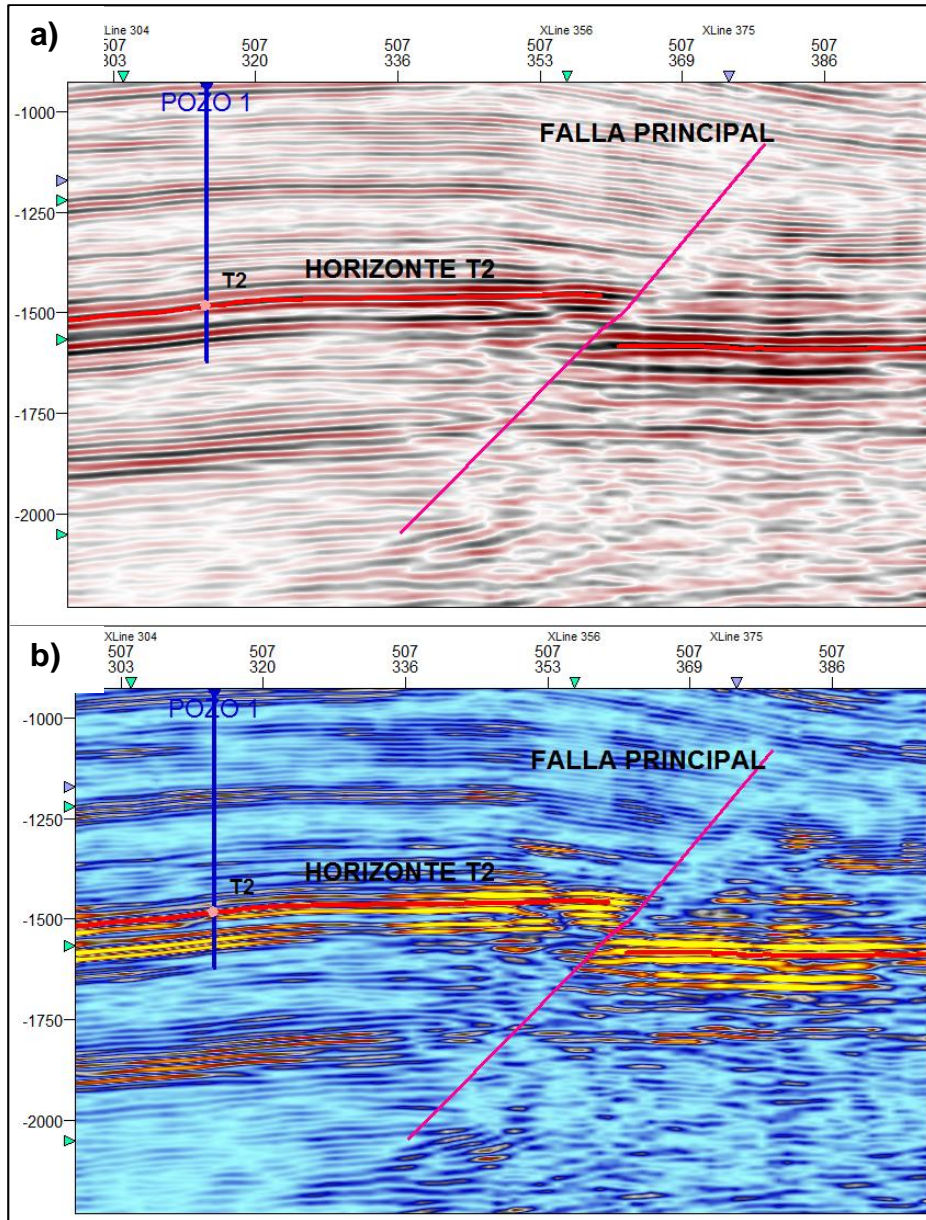 a)
XLine 304 XLine 356 XLine 375
507 507 507 507 507 507
303 320 336 353 369 386
POZO 1
-1000
FALLA PRINCIPAL
-1250
T2
HORIZONTE T2
-1500
-1750
-2000
b)
XLine 304 XLine 356 XLine 375
507 507 507 507 507 507
303 320 336 353 369 386
POZO 1
-1000
FALLA PRINCIPAL
-1250
T2
HORIZONTE T2
-1500
-1750
-2000